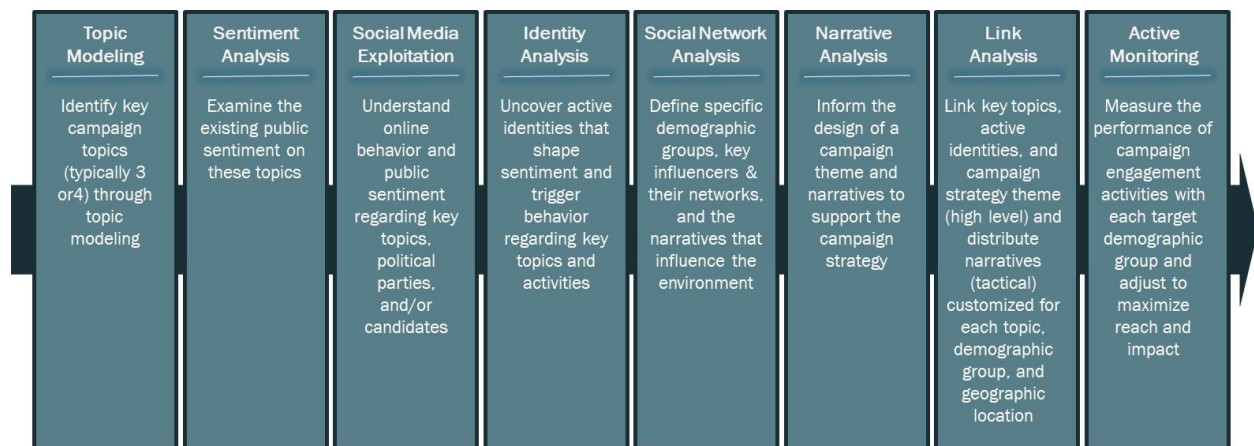 Topic
Modeling
Identify key
campaign
topics
(typically 3
or4) through
topic
modeling
Sentiment
Analysis
Examine the
existing public
sentiment on
these topics
Social Media
Exploitation
Understand
online
behavior and
public
sentiment
regarding key
topics,
political
parties,
and/or
candidates
Identity
Analysis
Uncover active
identities that
shape
sentiment and
trigger
behavior
regarding key
topics and
activities
Social Network
Analysis
Define specific
demographic
groups, key
influencers &
their networks,
and the
narratives that
influence the
environment
Narrative
Analysis
Inform the
design of a
campaign
theme and
narratives to
support the
campaign
strategy
Link
Analysis
Link key topics,
active
identities, and
campaign
strategy theme
(high level) and
distribute
narratives
(tactical)
customized for
each topic,
demographic
group, and
geographic
location
Active
Monitoring
Measure the
performance of
campaign
engagement
activities with
each target
demographic
group and
adjust to
maximize
reach and
impact